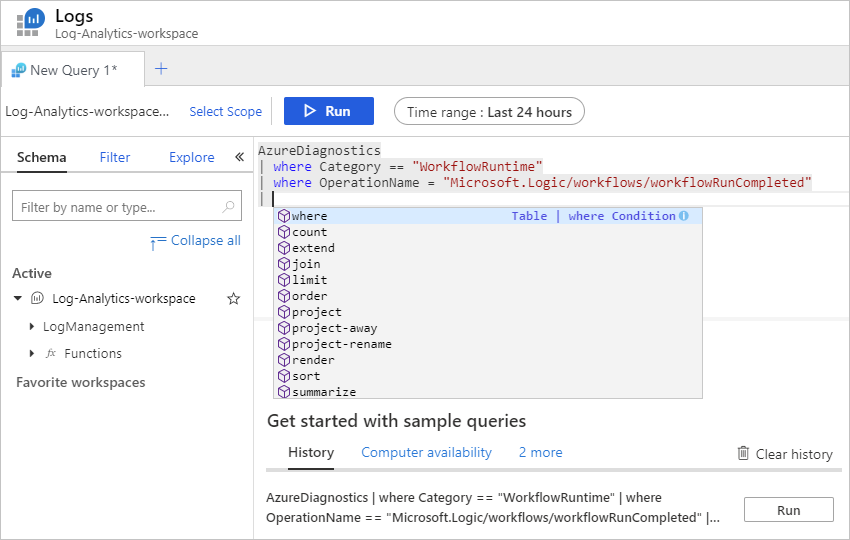 Logs
Log-Analytics-workspace
New Query 1*
Log-Analytics-workspace... Select Scope Run Time range : Last 24 hours
Schema Filter Explore «
Filter by name or type...
Collapse all
Active
Log-Analytics-workspace
LogManagement
fx Functions
Favorite workspaces
AzureDiagnostics
| where Category == "WorkflowRuntime"
| where OperationName = "Microsoft.Logic/workflows/workflowRunCompleted"
|
where Table | where Condition
count
extend
join
limit
order
project
project-away
project-rename
render
sort
summarize
Get started with sample queries
History Computer availability 2 more Clear history
AzureDiagnostics | where Category == "WorkflowRuntime" | where
OperationName == "Microsoft.Logic/workflows/workflowRunCompleted" |...
Run